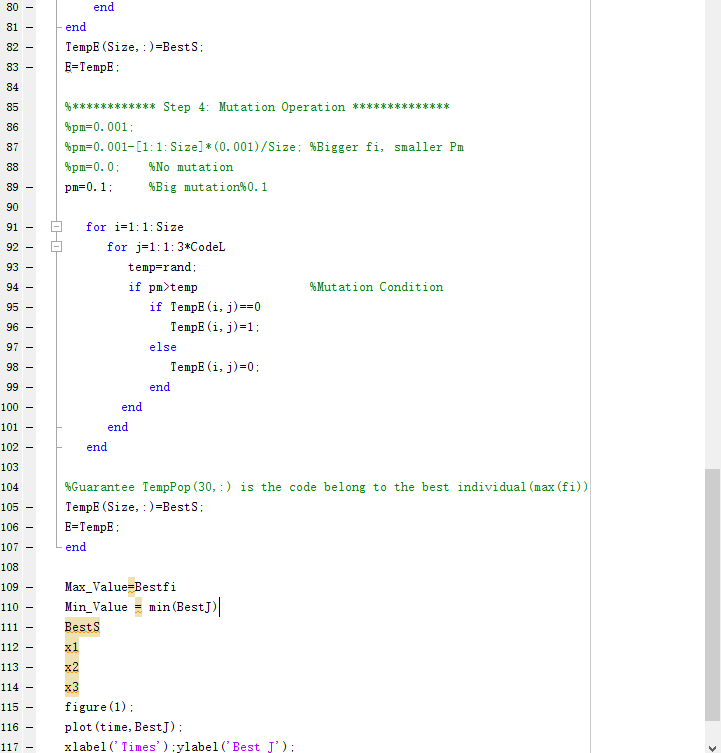 80 – end
81 – end
82 – TempE(Size,:)=BestS;
83 – E=TempE;
84
85 %************ Step 4: Mutation Operation **************
86 %pm=0.001;
87 %pm=0.001-[1:1:Size]*(0.001)/Size; %Bigger fi, smaller Pm
88 %pm=0.0; %No mutation
89 – pm=0.1; %Big mutation%0.1
90
91 – for i=1:1:Size
92 – for j=1:1:3*CodeL
93 – temp=rand;
94 – if pm>temp %Mutation Condition
95 – if TempE(i,j)==0
96 – TempE(i,j)=1;
97 – else
98 – TempE(i,j)=0;
99 – end
100 – end
101 – end
102 – end
103
104 %Guarantee TempPop(30,:) is the code belong to the best individual(max(fi))
105 – TempE(Size,:)=BestS;
106 – E=TempE;
107 – end
108
109 – Max_Value=Bestfi
110 – Min_Value = min(BestJ)
111 – BestS
112 – x1
113 – x2
114 – x3
115 – figure(1);
116 – plot(time,BestJ);
117 – xlabel('Times');ylabel('Best J');